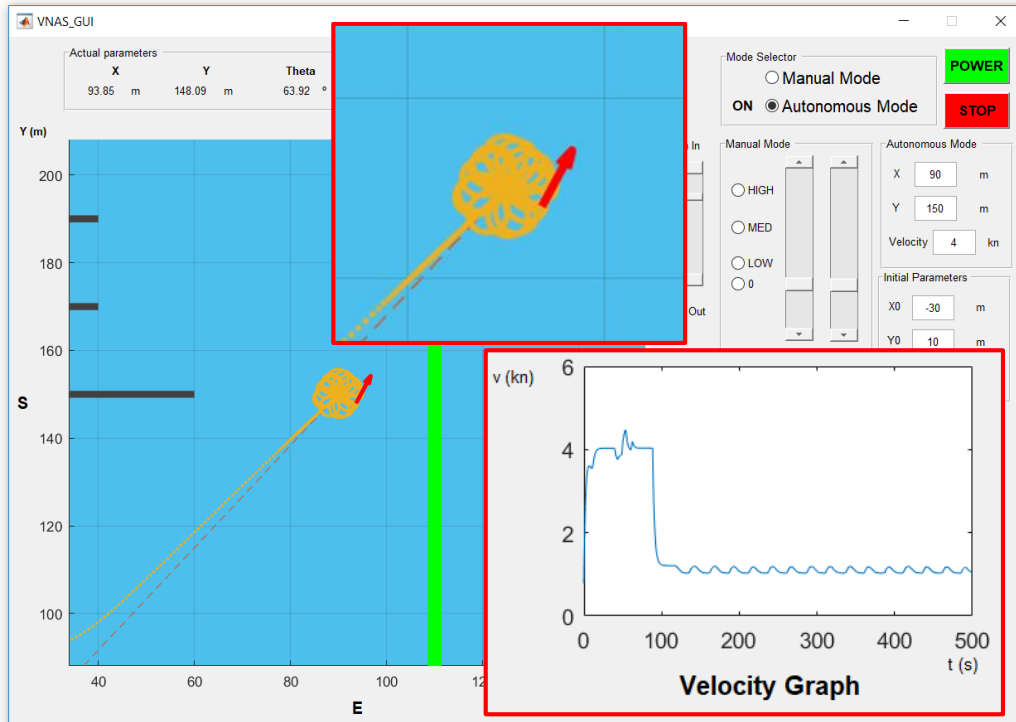 VNAS_GUI
Actual parameters
X Y Theta
93.85 m 148.09 m 63.92 º
Mode Selector
Manual Mode
ON Autonomous Mode
POWER
STOP
Y (m)
200
180
160
140
120
100
S
40 60 80 100
E
In
Out
Manual Mode
HIGH
MED
LOW
0
Autonomous Mode
X 90 m
Y 150 m
Velocity 4 kn
Initial Parameters
X0 -30 m
Y0 10 m
v (kn)
6
4
2
0
0 100 200 300 400 500
t (s)
Velocity Graph